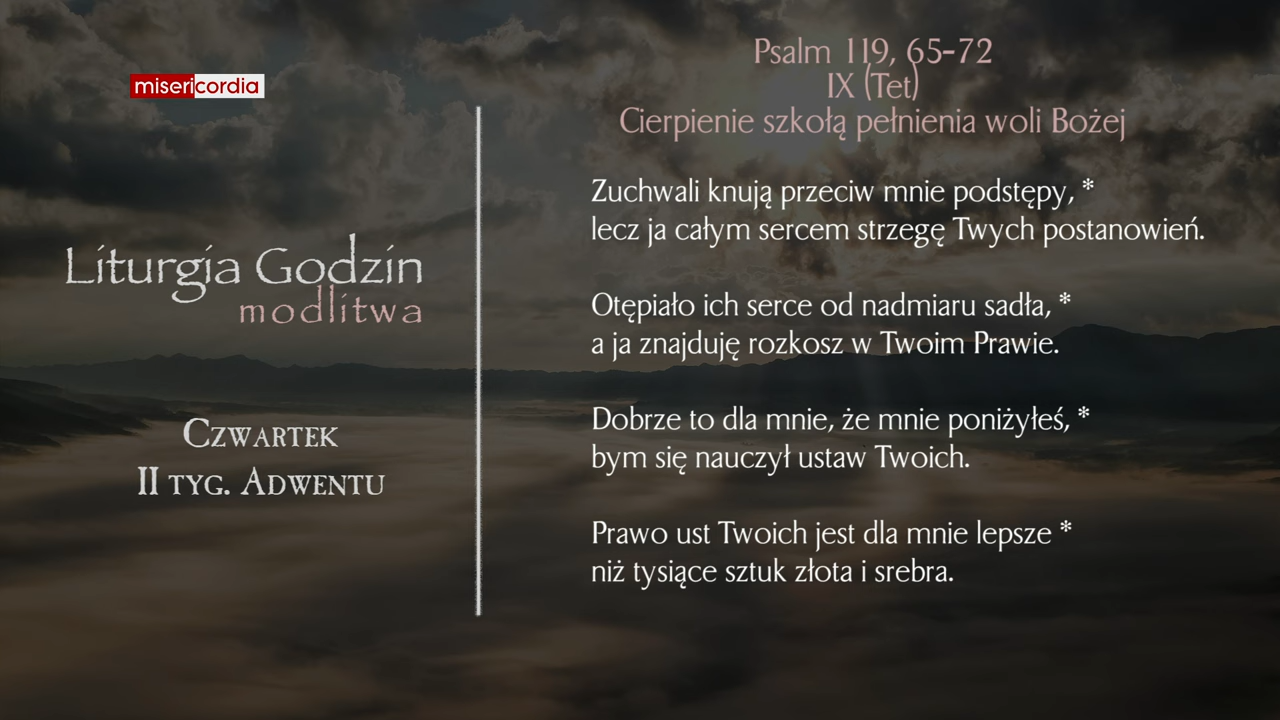 misericordia
Liturgia Godzin
modlitwa
Czwartek
II tyg. Adwentu
Psalm 119, 65-72
IX (Tet)
Cierpienie szkołą pełnienia woli Bożej
Zuchwali knują przeciw mnie podstępy, *
lecz ja całym sercem strzegę Twych postanowień.
Otępiało ich serce od nadmiaru sadła, *
a ja znajduję rozkosz w Twoim Prawie.
Dobrze to dla mnie, że mnie poniżyłeś, *
bym się nauczył ustaw Twoich.
Prawo ust Twoich jest dla mnie lepsze *
niż tysiące sztuk złota i srebra.